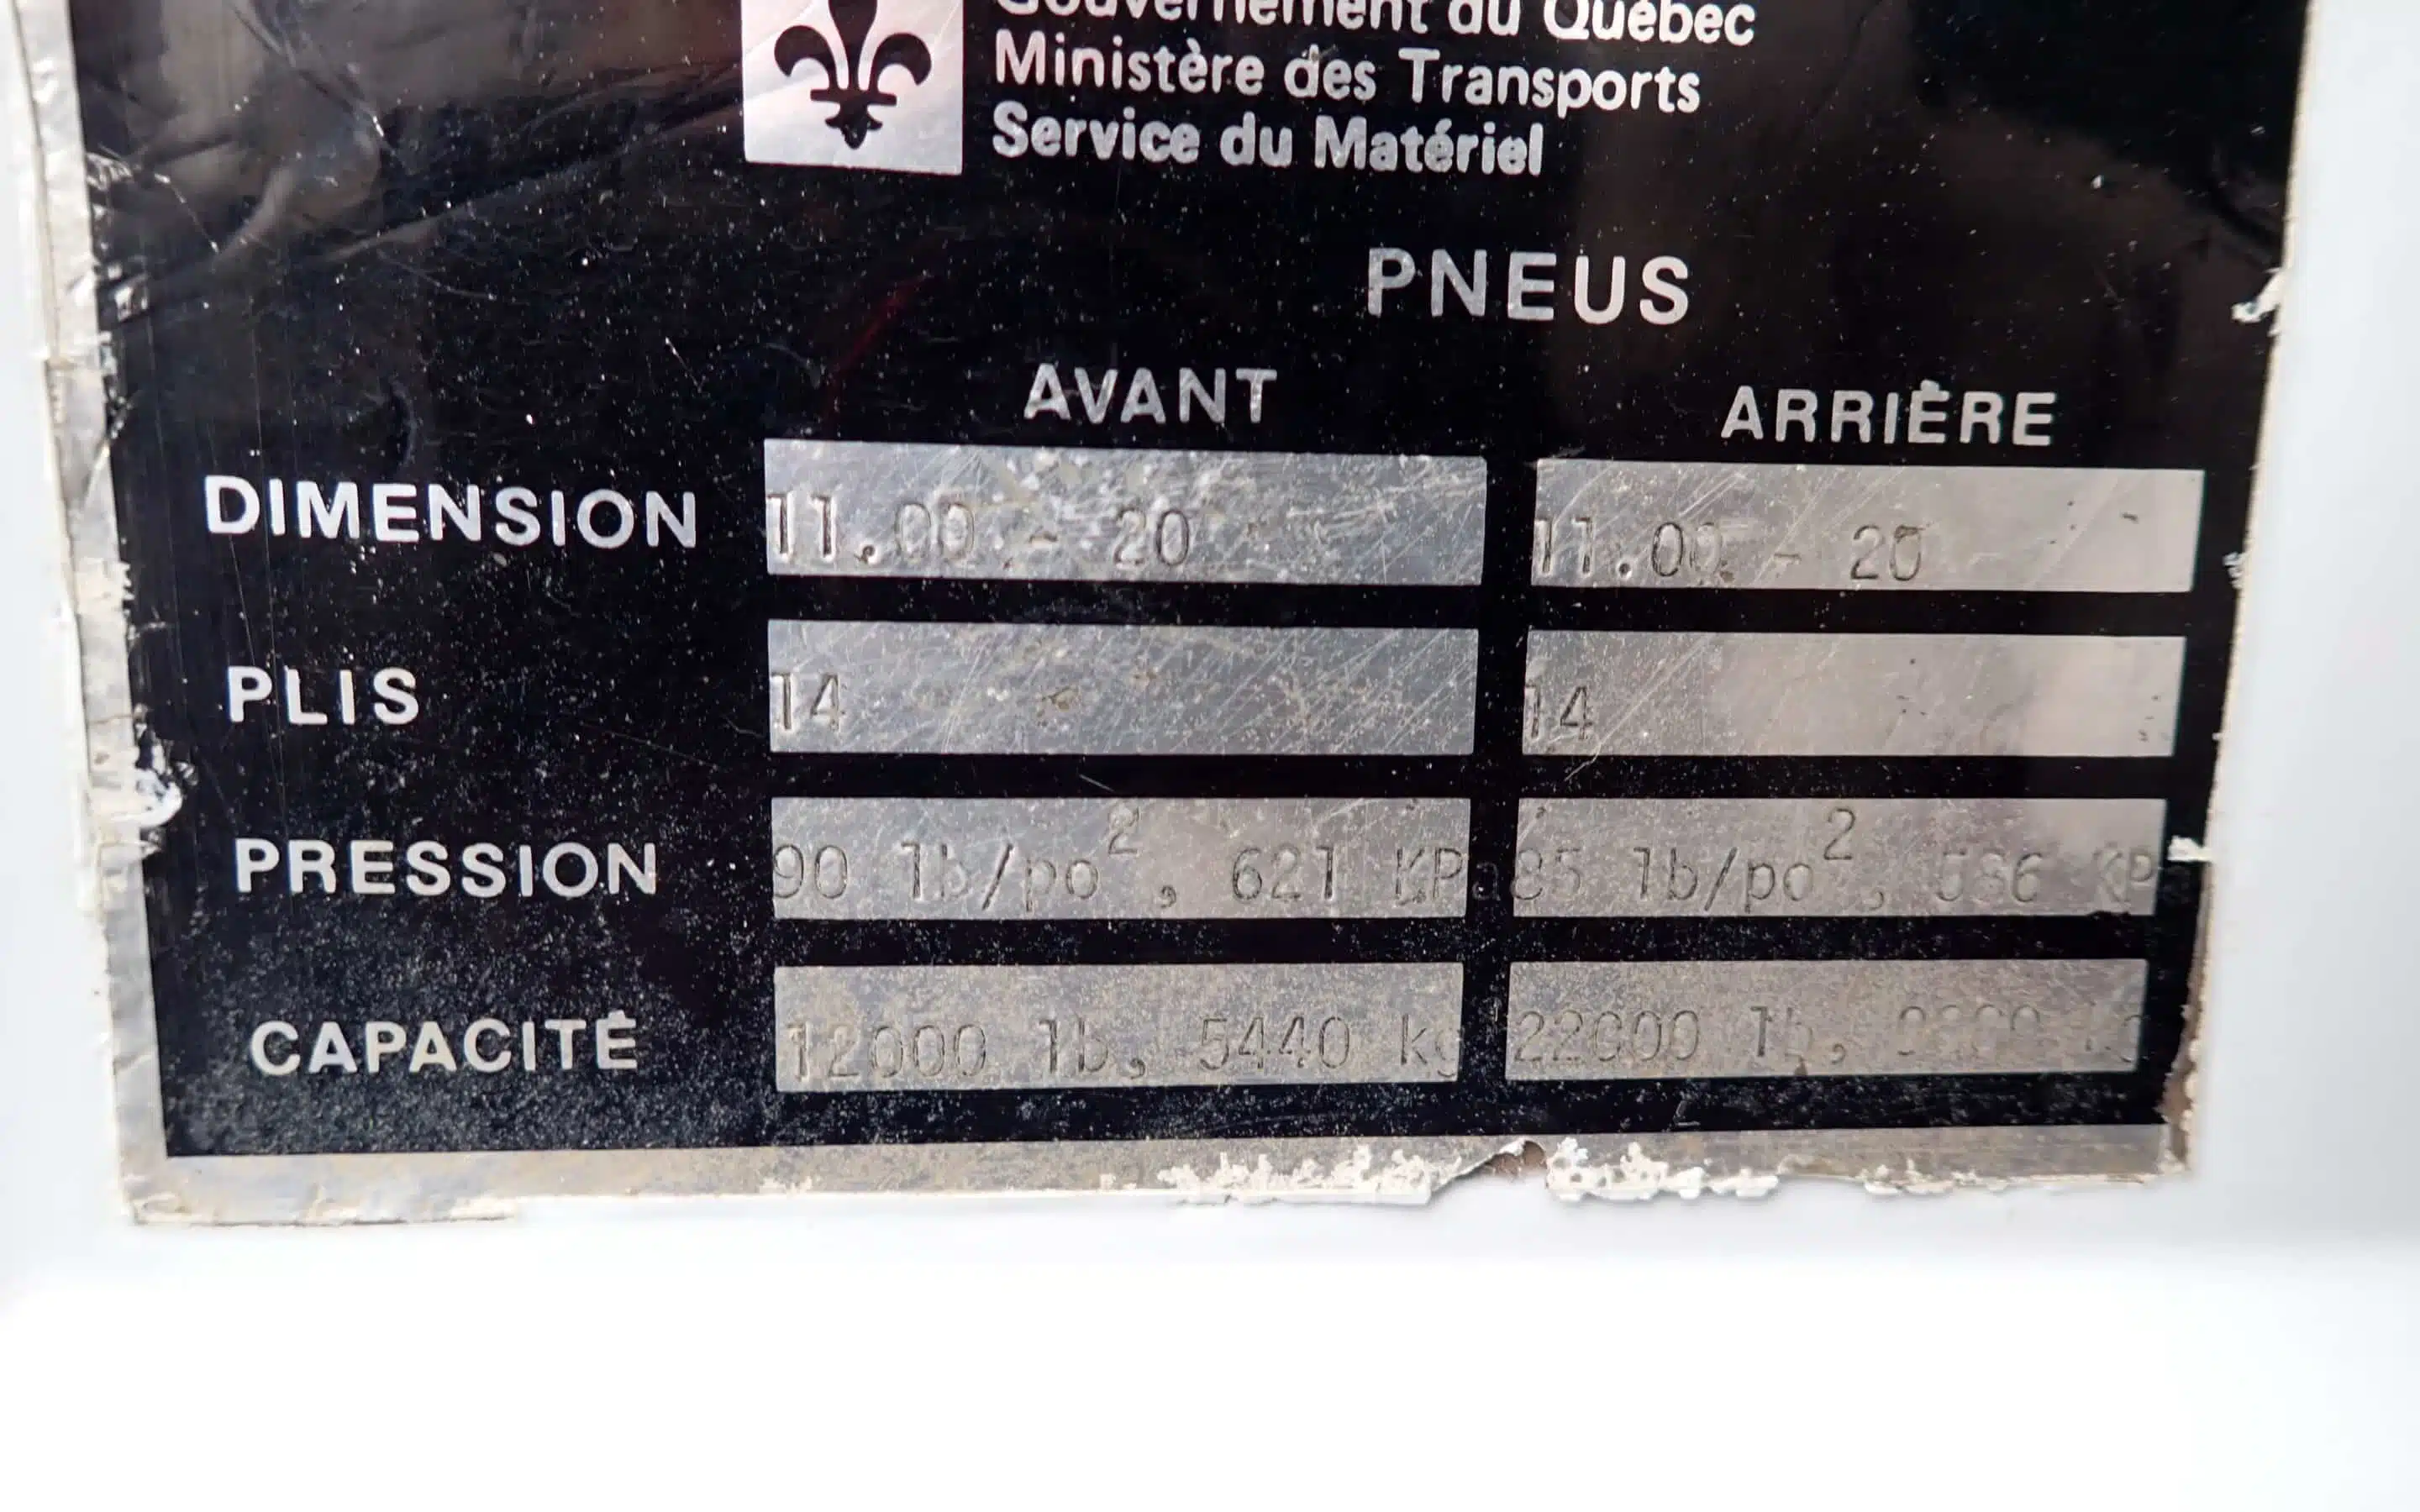 Gouvernement du Québec
Ministère des Transports
Service du Matériel
PNEUS
AVANT ARRIÈRE
DIMENSION 11.00 - 20 11.00 - 20
PLIS 14 14
PRESSION 90 lb/po², 621 KPa 85 lb/po², 586 KP
CAPACITÉ 12000 lb, 5440 kg 22000 lb,